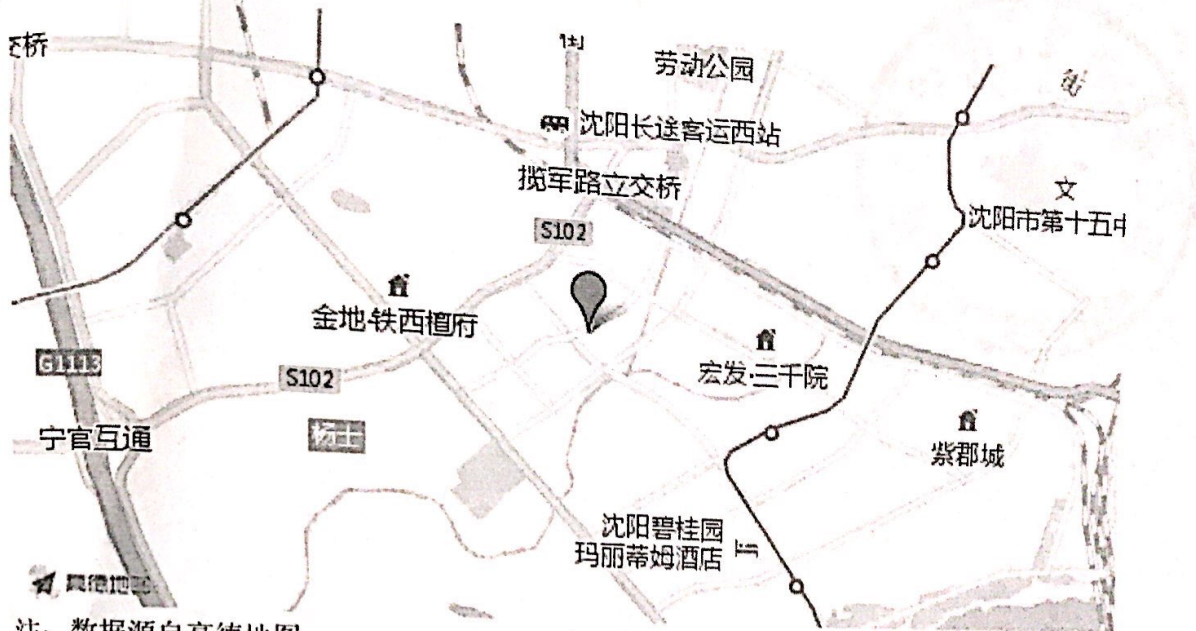 交桥
街
劳动公园
街
沈阳长途客运西站
揽军路立交桥
文
沈阳市第十五中
S102
金地·铁西檀府
G1113
S102
宏发·三千院
宁官互通
杨士
紫郡城
沈阳碧桂园
玛丽蒂姆酒店
高德地图
注：数据源自高德地图